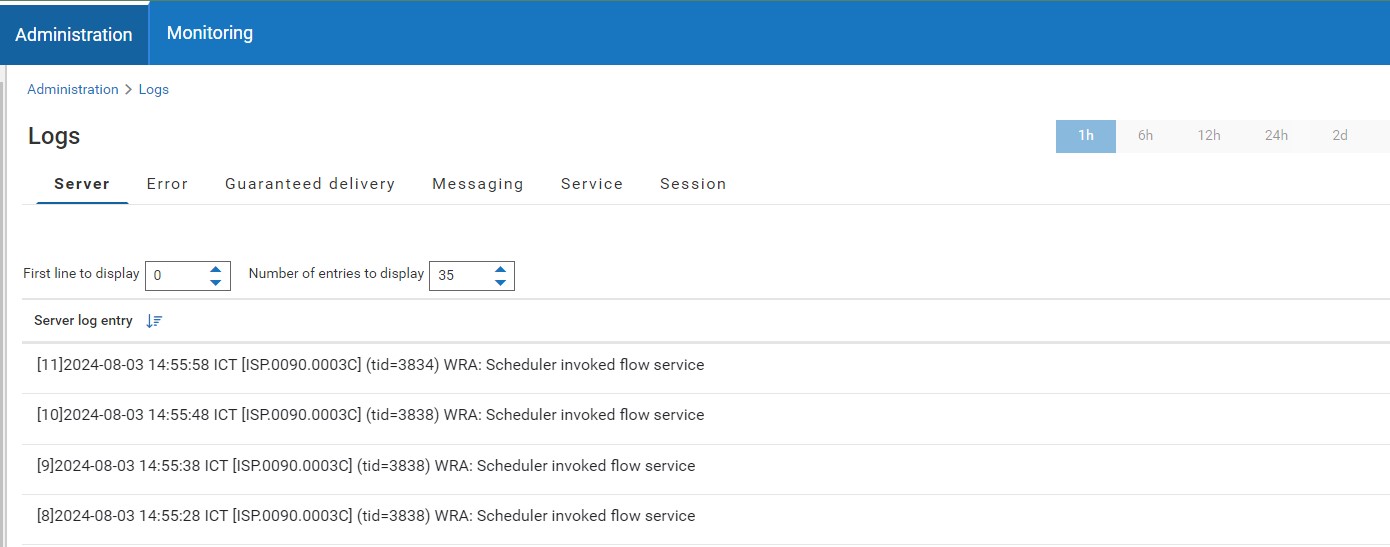 Administration Monitoring
Administration > Logs
Logs
1h 6h 12h 24h 2d
Server Error Guaranteed delivery Messaging Service Session
First line to display 0 Number of entries to display 35
Server log entry
[11]2024-08-03 14:55:58 ICT [ISP.0090.0003C] (tid=3834) WRA: Scheduler invoked flow service
[10]2024-08-03 14:55:48 ICT [ISP.0090.0003C] (tid=3838) WRA: Scheduler invoked flow service
[9]2024-08-03 14:55:38 ICT [ISP.0090.0003C] (tid=3838) WRA: Scheduler invoked flow service
[8]2024-08-03 14:55:28 ICT [ISP.0090.0003C] (tid=3838) WRA: Scheduler invoked flow service